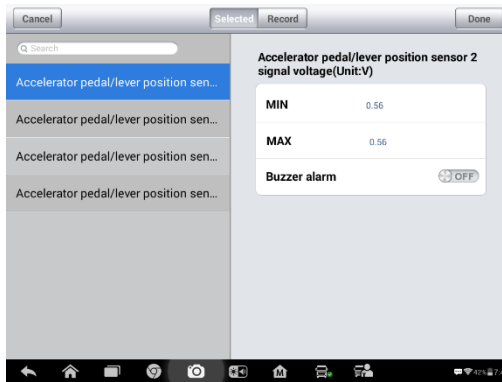 Cancel
Selected Record
Done
Search
Accelerator pedal/lever position sen...
Accelerator pedal/lever position sen...
Accelerator pedal/lever position sen...
Accelerator pedal/lever position sen...
Accelerator pedal/lever position sensor 2
signal voltage(Unit:V)
MIN 0.56
MAX 0.56
Buzzer alarm OFF